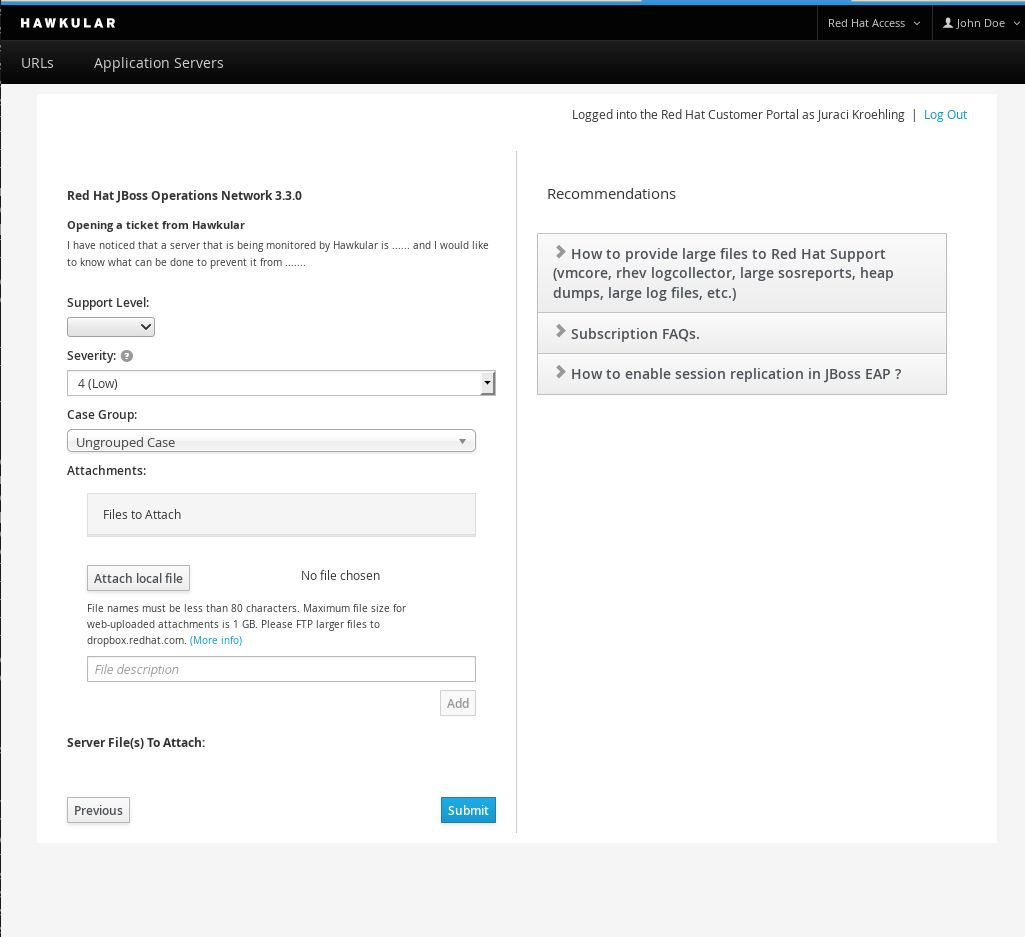 HAWKULAR
Red Hat Access
John Doe
URLs
Application Servers
Logged into the Red Hat Customer Portal as Juraci Kroehling | Log Out
Red Hat JBoss Operations Network 3.3.0
Opening a ticket from Hawkular
I have noticed that a server that is being monitored by Hawkular is ...... and I would like
to know what can be done to prevent it from .......
Support Level:
Severity: ?
4 (Low)
Case Group:
Ungrouped Case
Attachments:
Files to Attach
Attach local file
No file chosen
File names must be less than 80 characters. Maximum file size for
web-uploaded attachments is 1 GB. Please FTP larger files to
dropbox.redhat.com. (More info)
File description
Add
Server File(s) To Attach:
Previous
Submit
Recommendations
How to provide large files to Red Hat Support
(vmcore, rhev logcollector, large sosreports, heap
dumps, large log files, etc.)
Subscription FAQs.
How to enable session replication in JBoss EAP ?